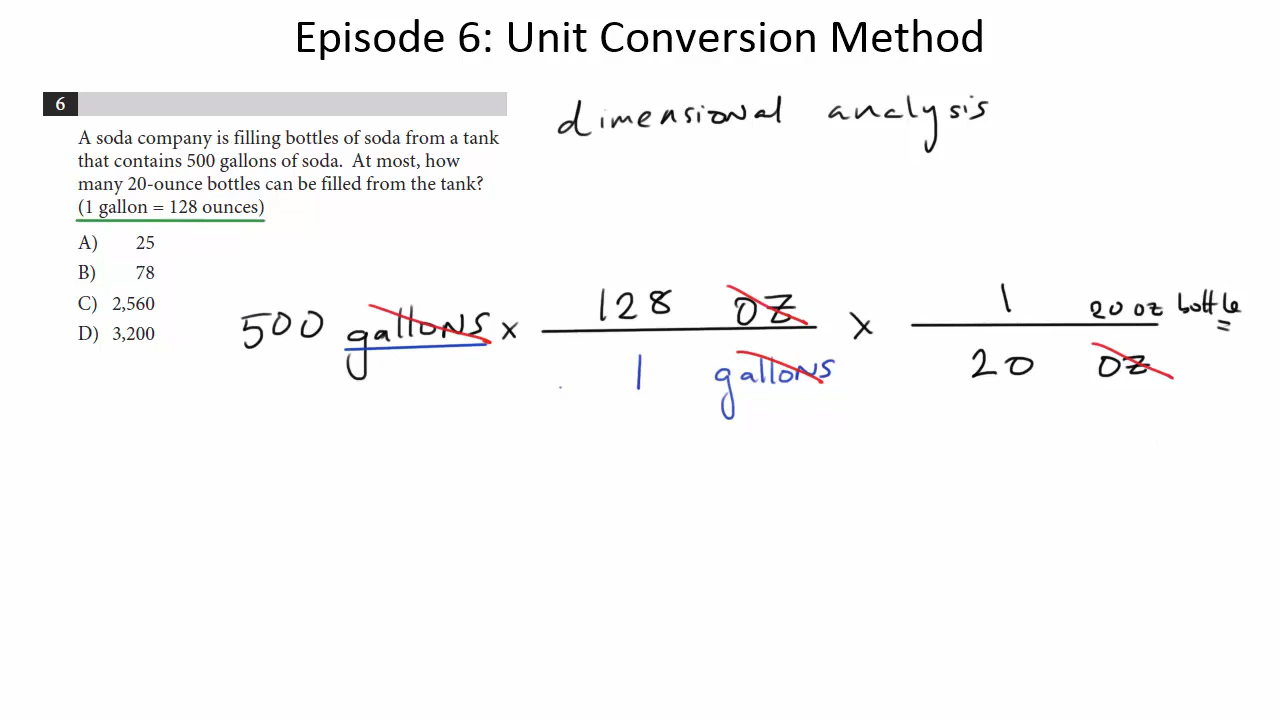 Episode 6: Unit Conversion Method
6
A soda company is filling bottles of soda from a tank
that contains 500 gallons of soda.  At most, how
many 20-ounce bottles can be filled from the tank?
(1 gallon = 128 ounces)
A) 25
B) 78
C) 2,560
D) 3,200
dimensional analysis
128 oz 1 20 oz bottle
500 gallons × ×
1 gallons 20 oz